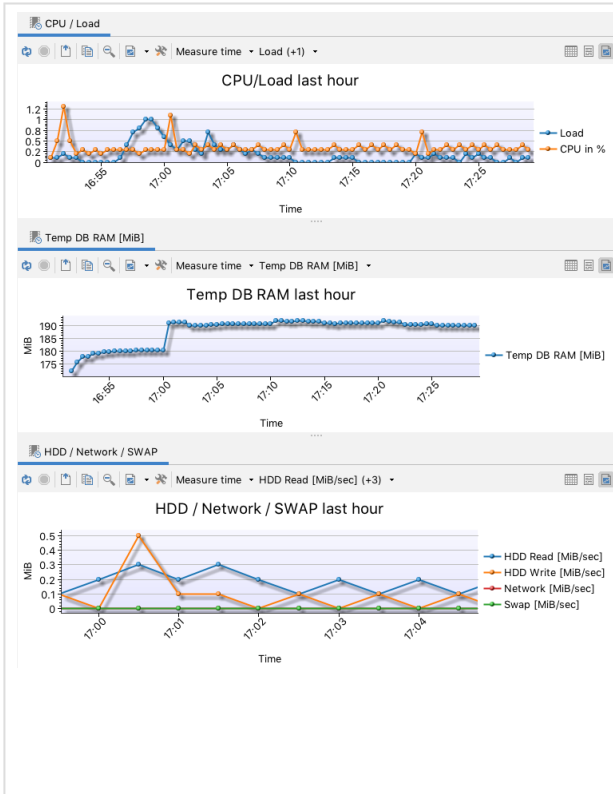 CPU / Load
Measure time Load (+1)
CPU/Load last hour
1.2
1
0.8
0.5
0.2
0
16:55 17:00 17:05 17:10 17:15 17:20 17:25
Time
Load
CPU in %
Temp DB RAM [MiB]
Measure time Temp DB RAM [MiB]
Temp DB RAM last hour
MiB
190
185
180
175
16:55 17:00 17:05 17:10 17:15 17:20 17:25
Time
Temp DB RAM [MiB]
HDD / Network / SWAP
Measure time HDD Read [MiB/sec] (+3)
HDD / Network / SWAP last hour
MiB
0.5
0.4
0.3
0.2
0.1
0
17:00 17:01 17:02 17:03 17:04
Time
HDD Read [MiB/sec]
HDD Write [MiB/sec]
Network [MiB/sec]
Swap [MiB/sec]